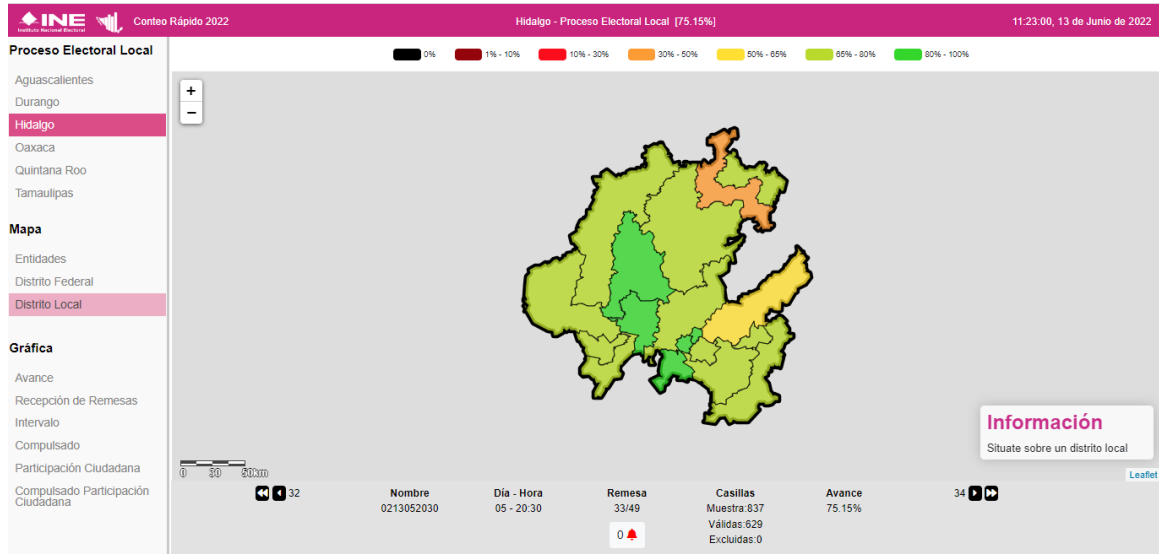 INE
Instituto Nacional Electoral
Conteo Rápido 2022
Hidalgo - Proceso Electoral Local [75.15%]
11:23:00, 13 de Junio de 2022
Proceso Electoral Local
Aguascalientes
Durango
Hidalgo
Oaxaca
Quintana Roo
Tamaulipas
Mapa
Entidades
Distrito Federal
Distrito Local
Gráfica
Avance
Recepción de Remesas
Intervalo
Compulsado
Participación Ciudadana
Compulsado Participación
Ciudadana
0% 1% - 10% 10% - 30% 30% - 50% 50% - 65% 65% - 80% 80% - 100%
+
−
0 30 50km
Información
Situate sobre un distrito local
Leaflet
32
Nombre Día - Hora Remesa Casillas Avance
0213052030 05 - 20:30 33/49 Muestra:837 75.15%
Válidas:629
0 Excluidas:0
34